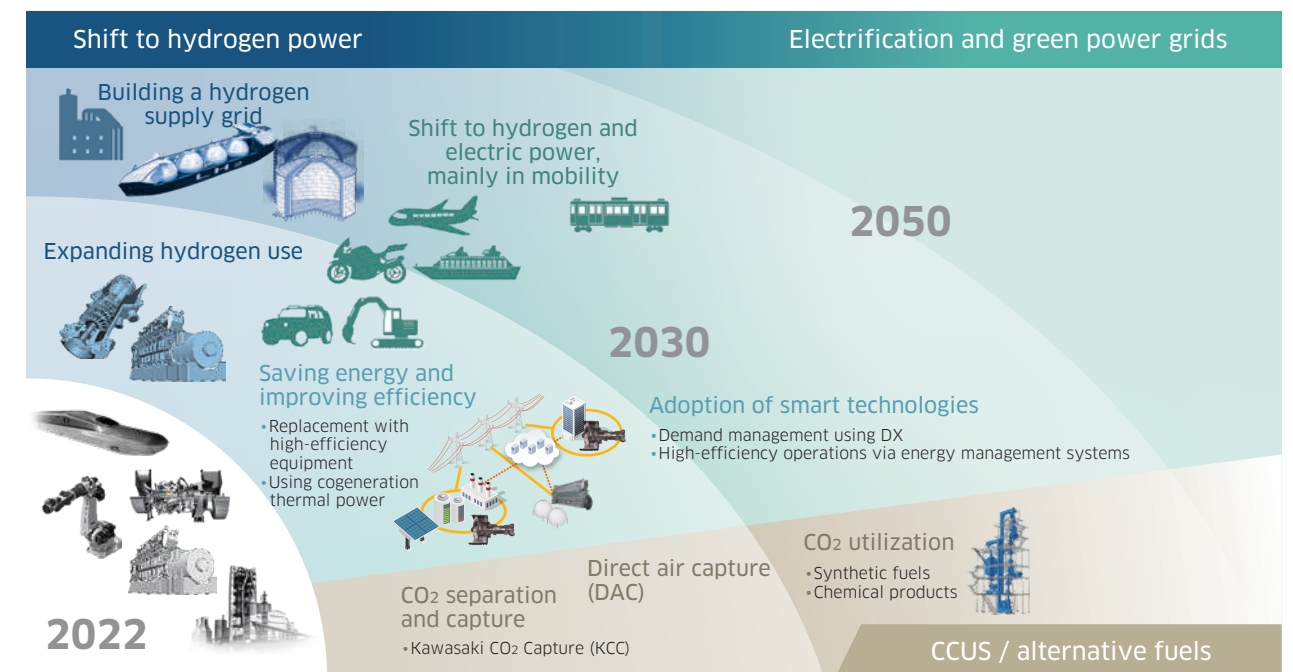 Shift to hydrogen power
Electrification and green power grids
Building a hydrogen
supply grid
LH2
Shift to hydrogen and
electric power,
mainly in mobility
2050
Expanding hydrogen use
2030
Saving energy and
improving efficiency
•Replacement with
high-efficiency
equipment
•Using cogeneration
thermal power
Adoption of smart technologies
•Demand management using DX
•High-efficiency operations via energy management systems
CO2 utilization
•Synthetic fuels
•Chemical products
Direct air capture
(DAC)
CO2 separation
and capture
•Kawasaki CO2 Capture (KCC)
2022
CCUS / alternative fuels